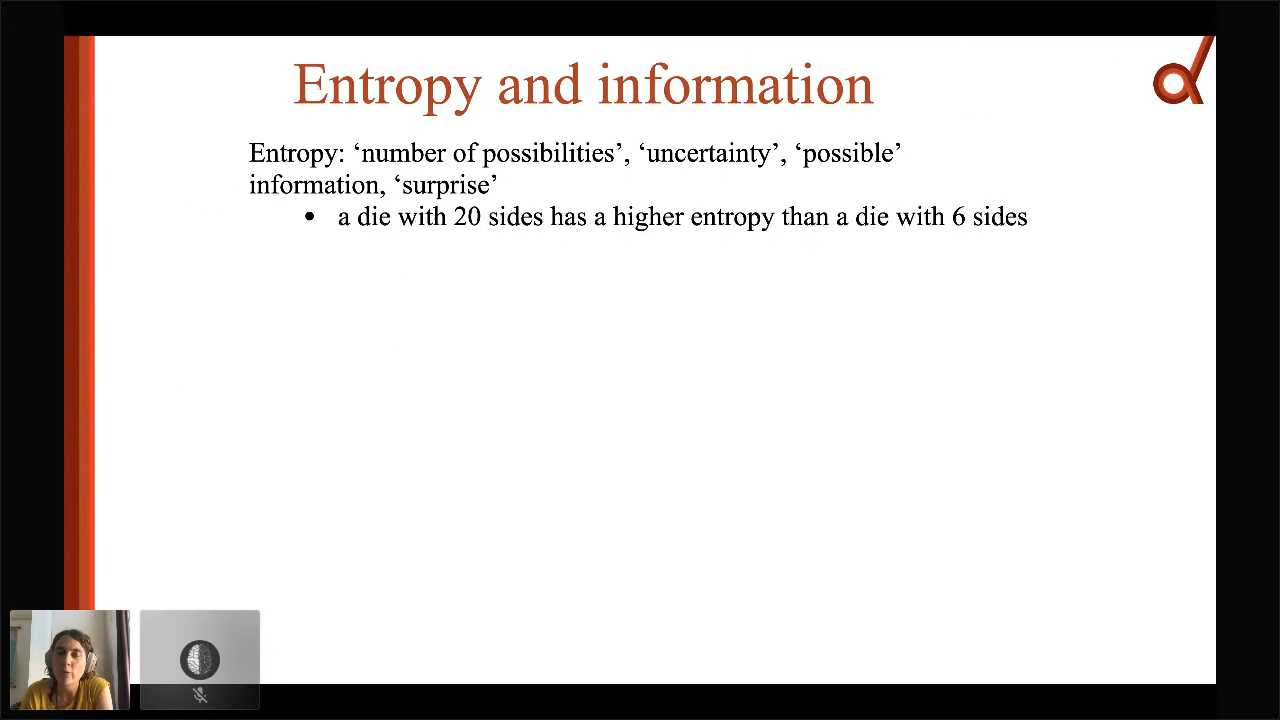 Entropy and information
Entropy: ‘number of possibilities’, ‘uncertainty’, ‘possible’
information, ‘surprise’
• a die with 20 sides has a higher entropy than a die with 6 sides